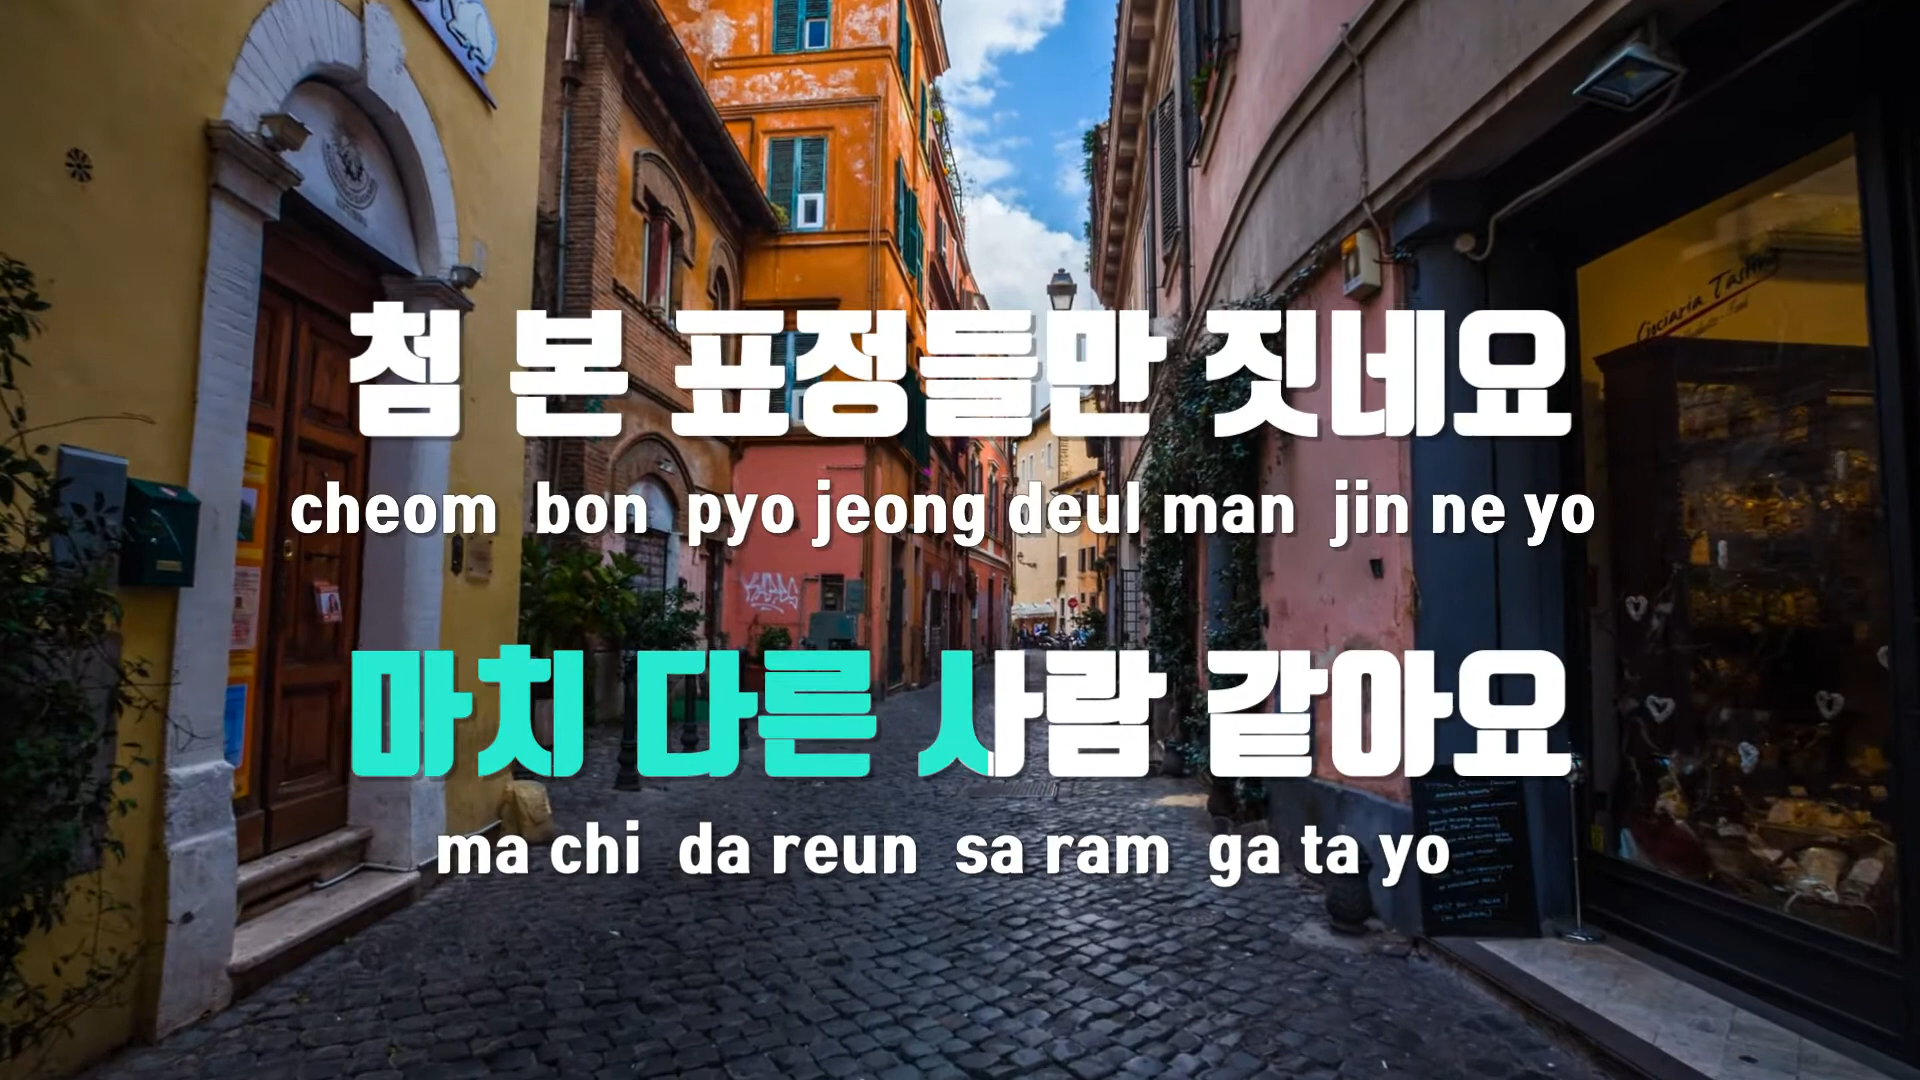 첨 본 표정들만 짓네요
cheom bon pyo jeong deul man jin ne yo
마치 다른 사람 같아요
ma chi da reun sa ram ga ta yo